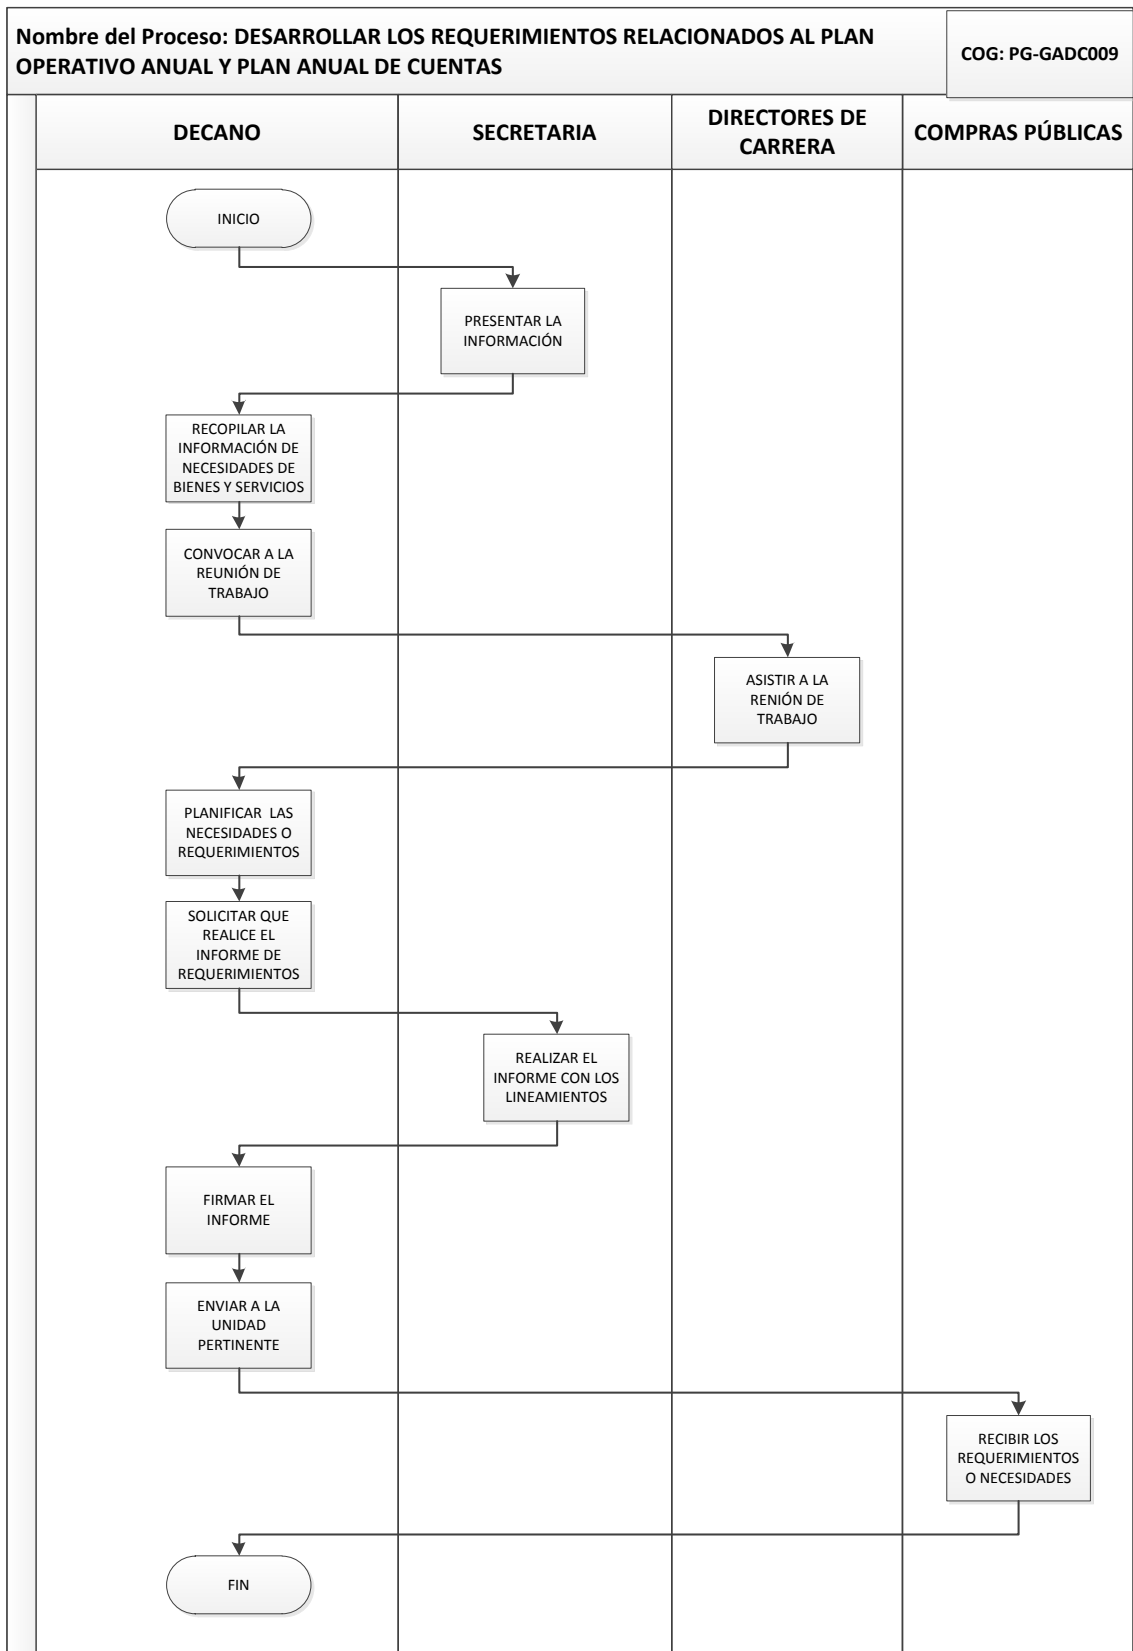 Nombre del Proceso: DESARROLLAR LOS REQUERIMIENTOS RELACIONADOS AL PLAN
OPERATIVO ANUAL Y PLAN ANUAL DE CUENTAS
COG: PG-GADC009
DECANO
SECRETARIA
DIRECTORES DE
CARRERA
COMPRAS PÚBLICAS
INICIO
PRESENTAR LA
INFORMACIÓN
RECOPILAR LA
INFORMACIÓN DE
NECESIDADES DE
BIENES Y SERVICIOS
CONVOCAR A LA
REUNIÓN DE
TRABAJO
ASISTIR A LA
RENIÓN DE
TRABAJO
PLANIFICAR LAS
NECESIDADES O
REQUERIMIENTOS
SOLICITAR QUE
REALICE EL
INFORME DE
REQUERIMIENTOS
REALIZAR EL
INFORME CON LOS
LINEAMIENTOS
FIRMAR EL
INFORME
ENVIAR A LA
UNIDAD
PERTINENTE
RECIBIR LOS
REQUERIMIENTOS
O NECESIDADES
FIN